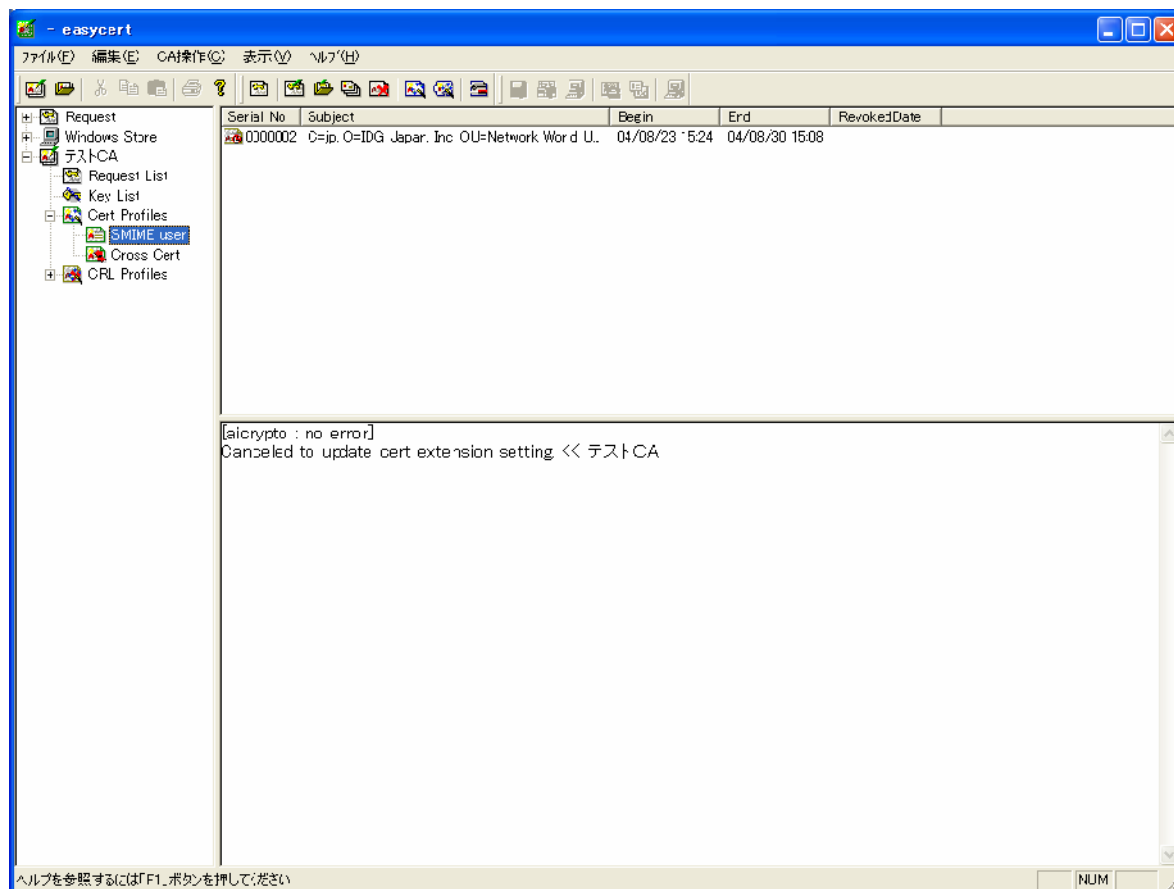 - easycert
ファイル(F) 編集(E) CA操作(C) 表示(V) ヘルプ(H)
Request
Windows Store
テストCA
Request List
Key List
Cert Profiles
SMIME user
Cross Cert
CRL Profiles
Serial No Subject Begin End RevokedDate
0000002 C=jp, O=IDG Japan, Inc OU=Network World U... 04/08/23 15:24 04/08/30 15:08
[aicrypto : no error]
Canceled to update cert extension setting << テストCA
ヘルプを参照するには「F1」ボタンを押してください
NUM